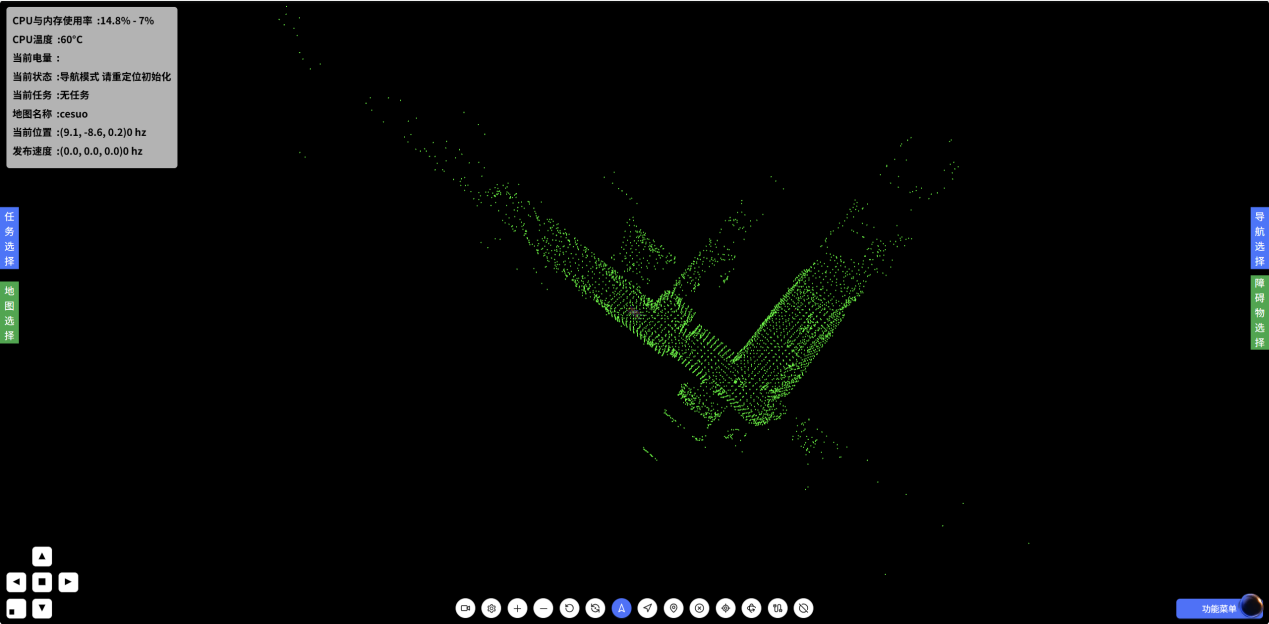 CPU与内存使用率 :14.8% - 7%
CPU温度 :60°C
当前电量 :
当前状态 :导航模式 请重定位初始化
当前任务 :无任务
地图名称 :cesuo
当前位置 :(9.1, -8.6, 0.2)0 hz
发布速度 :(0.0, 0.0, 0.0)0 hz
任务选择
地图选择
导航选择
障碍物选择
功能菜单